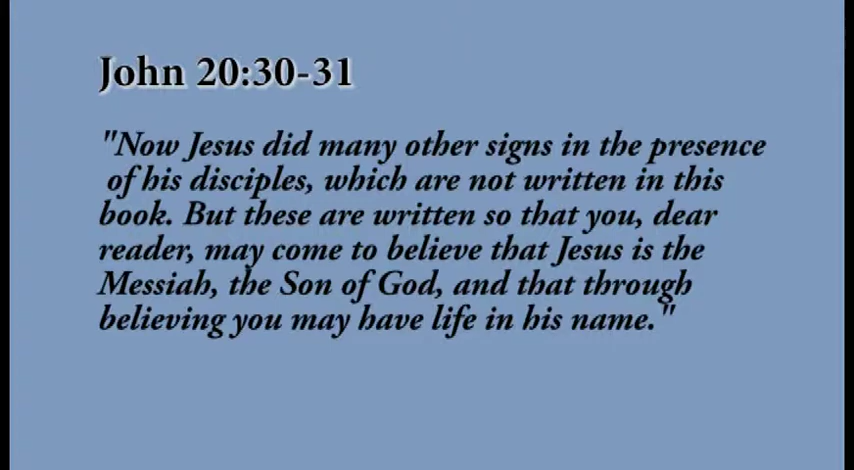 John 20:30-31
"Now Jesus did many other signs in the presence
of his disciples, which are not written in this
book. But these are written so that you, dear
reader, may come to believe that Jesus is the
Messiah, the Son of God, and that through
believing you may have life in his name."